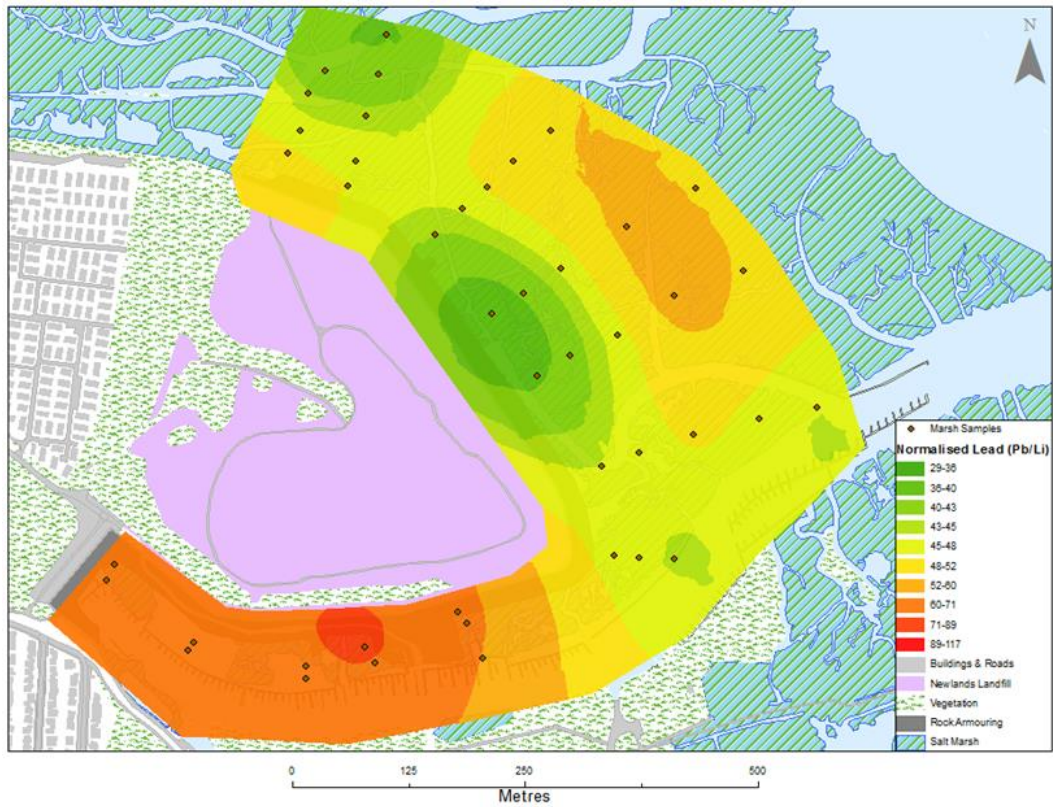 N
Marsh Samples
Normalised Lead (Pb/Li)
29-36
36-40
40-43
43-45
45-48
48-52
52-60
60-71
71-89
89-117
Buildings & Roads
Newlands Landfill
Vegetation
Rock Armouring
Salt Marsh
0 125 250 500
Metres